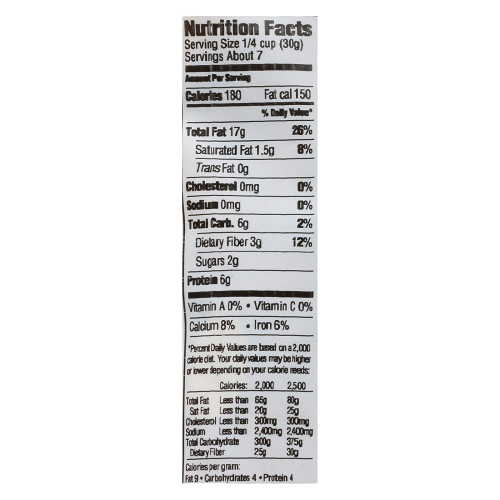 Nutrition Facts
Serving Size 1/4 cup (30g)
Servings About 7
Amount Per Serving
Calories 180 Fat cal 150
% Daily Value*
Total Fat 17g 26%
Saturated Fat 1.5g 8%
Trans Fat 0g
Cholesterol 0mg 0%
Sodium 0mg 0%
Total Carb. 6g 2%
Dietary Fiber 3g 12%
Sugars 2g
Protein 6g
Vitamin A 0% • Vitamin C 0%
Calcium 8% • Iron 6%
*Percent Daily Values are based on a 2,000
calorie diet. Your daily values may be higher
or lower depending on your calorie needs:
Calories: 2,000 2,500
Total Fat Less than 65g 80g
Sat Fat Less than 20g 25g
Cholesterol Less than 300mg 300mg
Sodium Less than 2,400mg 2,400mg
Total Carbohydrate 300g 375g
Dietary Fiber 25g 30g
Calories per gram:
Fat 9 • Carbohydrates 4 • Protein 4